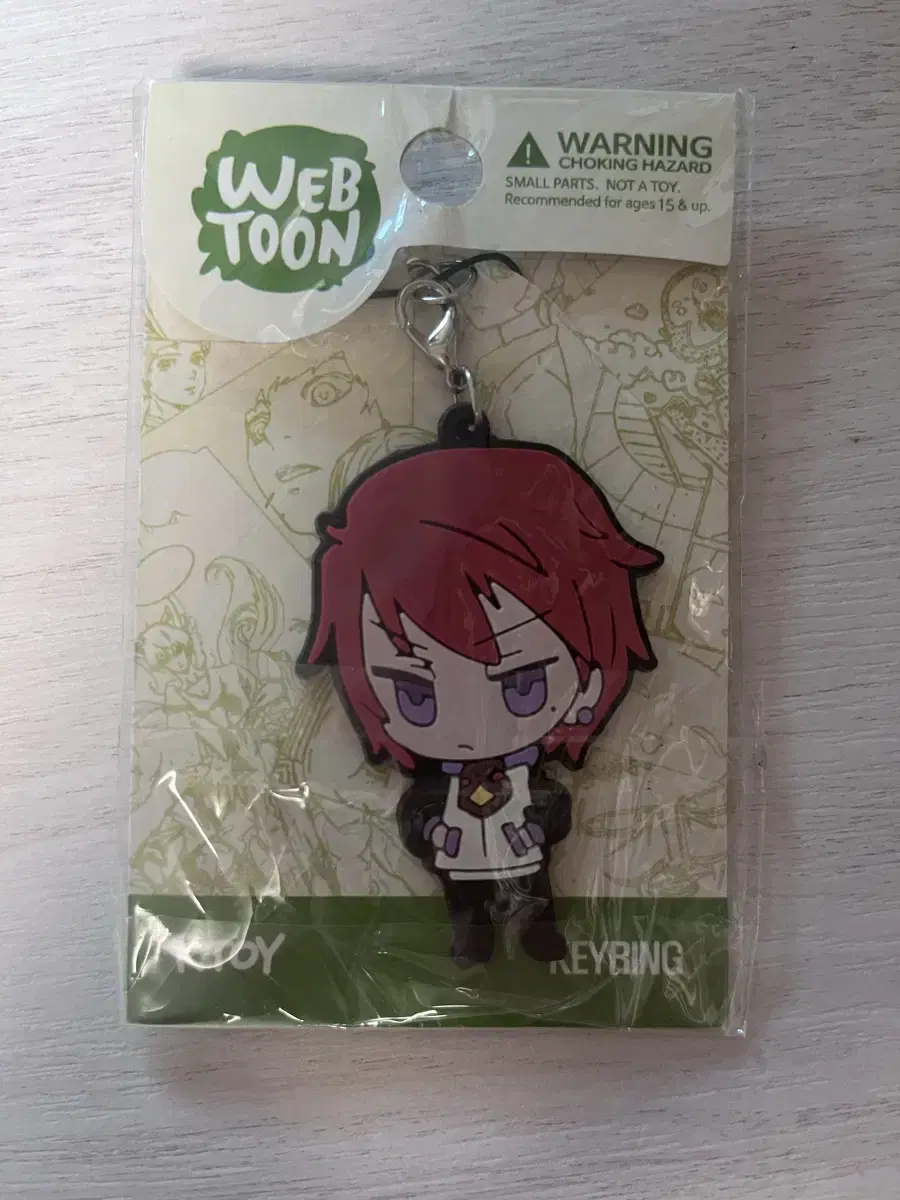 WEB
TOON
WARNING
CHOKING HAZARD
SMALL PARTS. NOT A TOY.
Recommended for ages 15 & up.
KEYRING